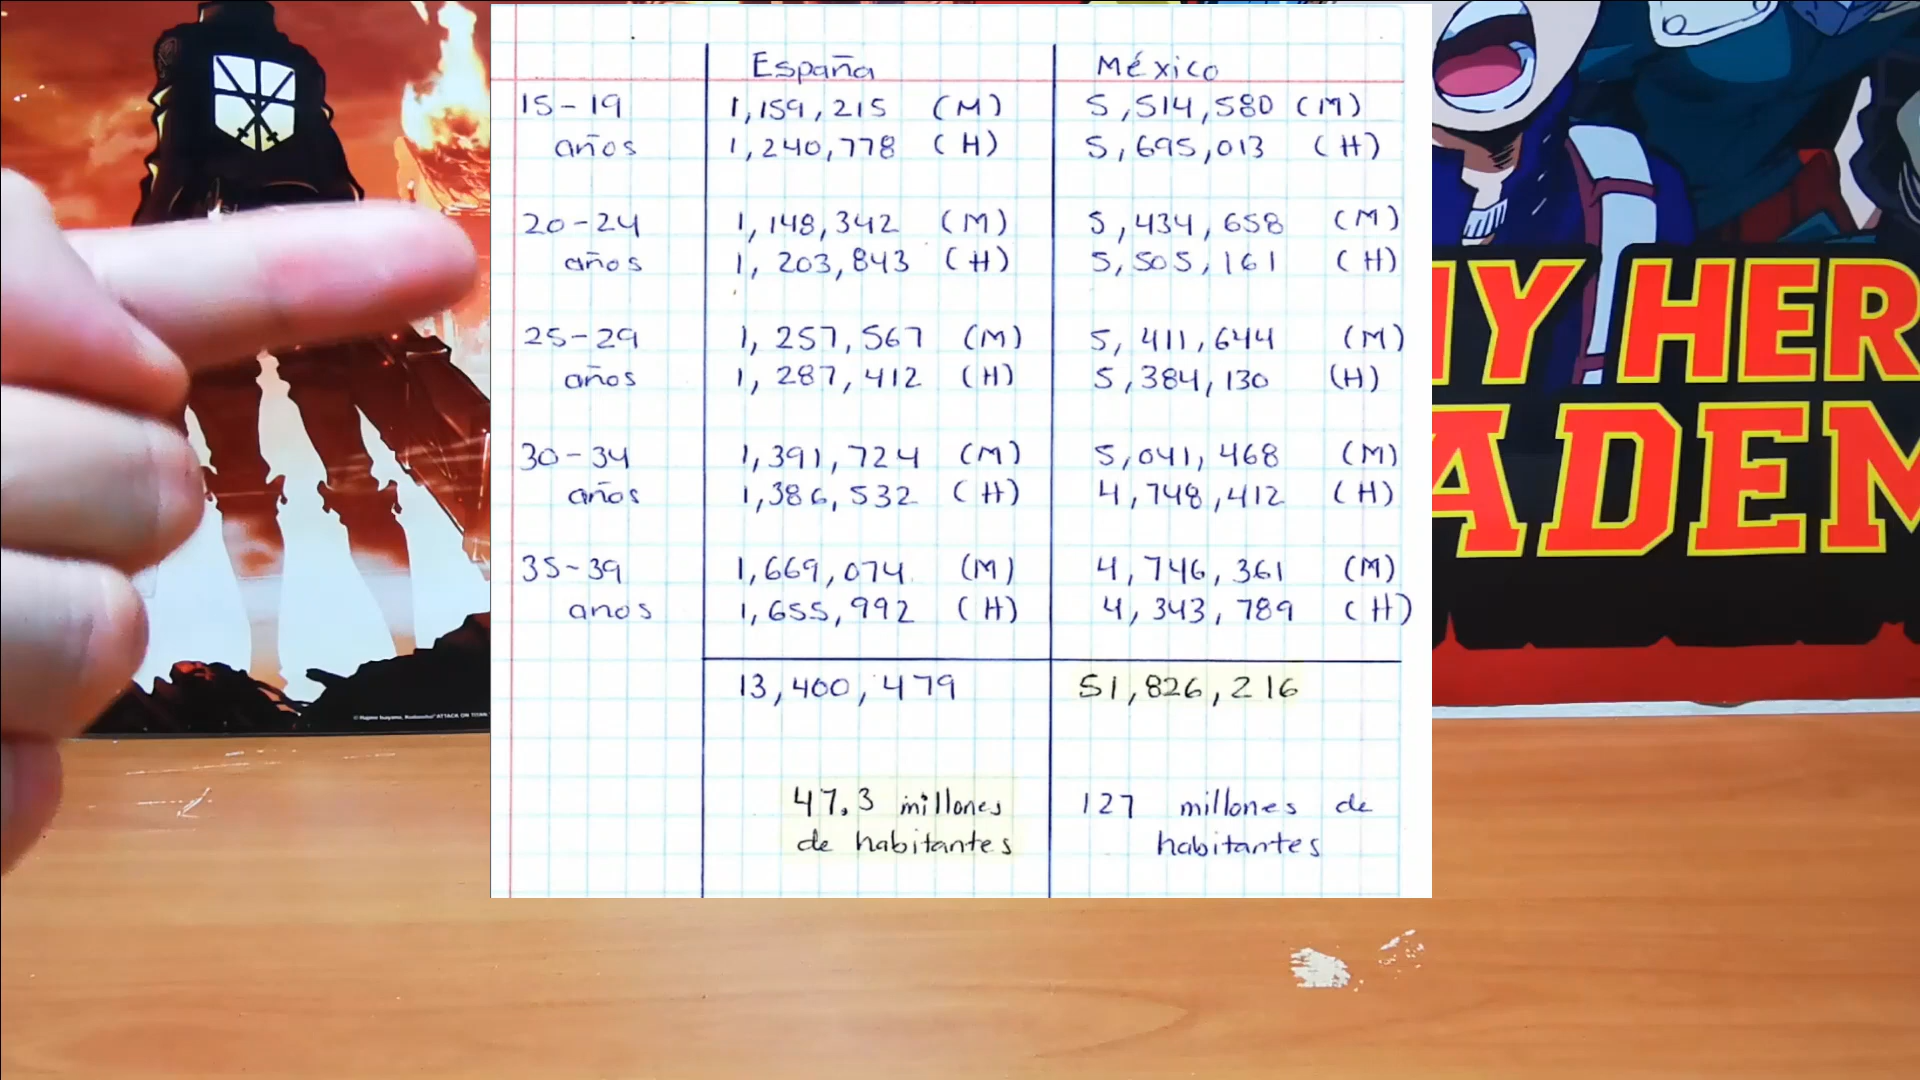 España México
15-19 1,159,215 (M) 5,514,580 (M)
años 1,240,778 (H) 5,695,013 (H)
20-24 1,148,342 (M) 5,434,658 (M)
años 1,203,843 (H) 5,505,161 (H)
25-29 1,257,567 (M) 5,411,644 (M)
años 1,287,412 (H) 5,384,130 (H)
30-34 1,391,724 (M) 5,041,468 (M)
años 1,386,532 (H) 4,748,412 (H)
35-39 1,669,074 (M) 4,746,361 (M)
anos 1,655,992 (H) 4,343,789 (H)
13,400,479 51,826,216
47.3 millones 127 millones de
de habitantes habitantes
MY HER
ADEM